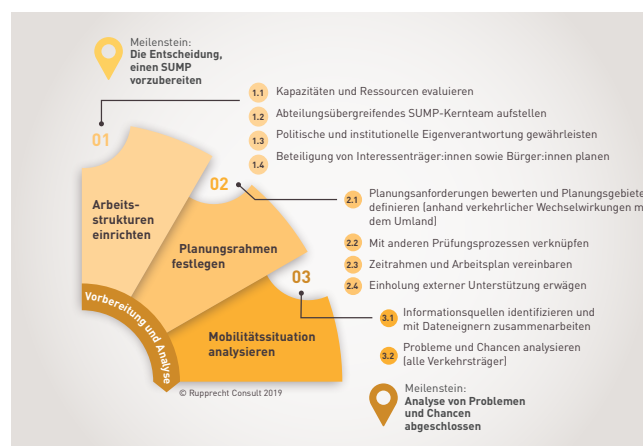 Meilenstein:
Die Entscheidung,
einen SUMP
vorzubereiten
01
1.1 Kapazitäten und Ressourcen evaluieren
1.2 Abteilungsübergreifendes SUMP-Kernteam aufstellen
1.3 Politische und institutionelle Eigenverantwortung gewährleisten
1.4 Beteiligung von Interessenträger:innen sowie Bürger:innen planen
Arbeits-
strukturen
einrichten
02
2.1 Planungsanforderungen bewerten und Planungsgebiete
definieren (anhand verkehrlicher Wechselwirkungen m
dem Umland)
2.2 Mit anderen Prüfungsprozessen verknüpfen
2.3 Zeitrahmen und Arbeitsplan vereinbaren
2.4 Einholung externer Unterstützung erwägen
Planungsrahmen
festlegen
03
3.1 Informationsquellen identifizieren und
mit Dateneignern zusammenarbeiten
3.2 Probleme und Chancen analysieren
(alle Verkehrsträger)
Mobilitätssituation
analysieren
Vorbereitung und Analyse
© Rupprecht Consult 2019
Meilenstein:
Analyse von Problemen
und Chancen
abgeschlossen